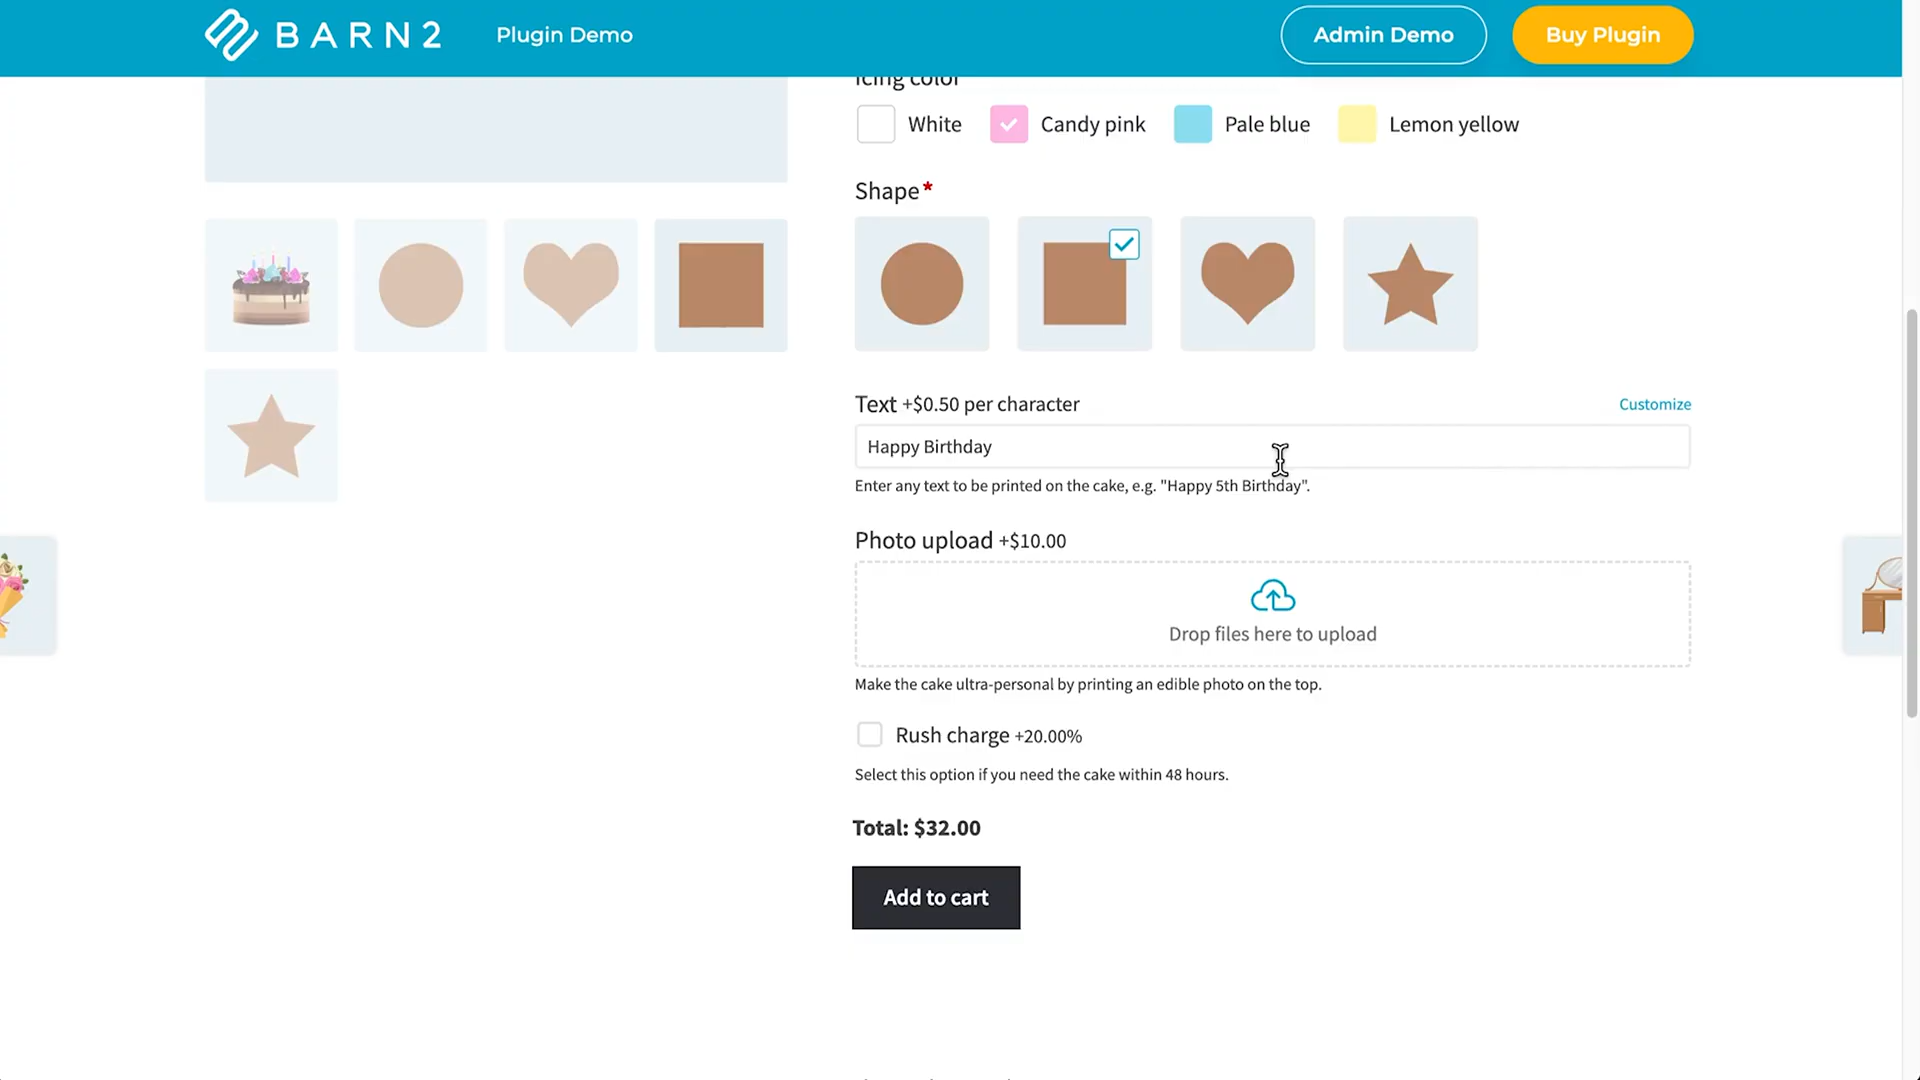 BARN2
Plugin Demo
Admin Demo
Buy Plugin
Icing color
White
Candy pink
Pale blue
Lemon yellow
Shape*
Text +$0.50 per character
Customize
Happy Birthday
Enter any text to be printed on the cake, e.g. "Happy 5th Birthday".
Photo upload +$10.00
Drop files here to upload
Make the cake ultra-personal by printing an edible photo on the top.
Rush charge +20.00%
Select this option if you need the cake within 48 hours.
Total: $32.00
Add to cart